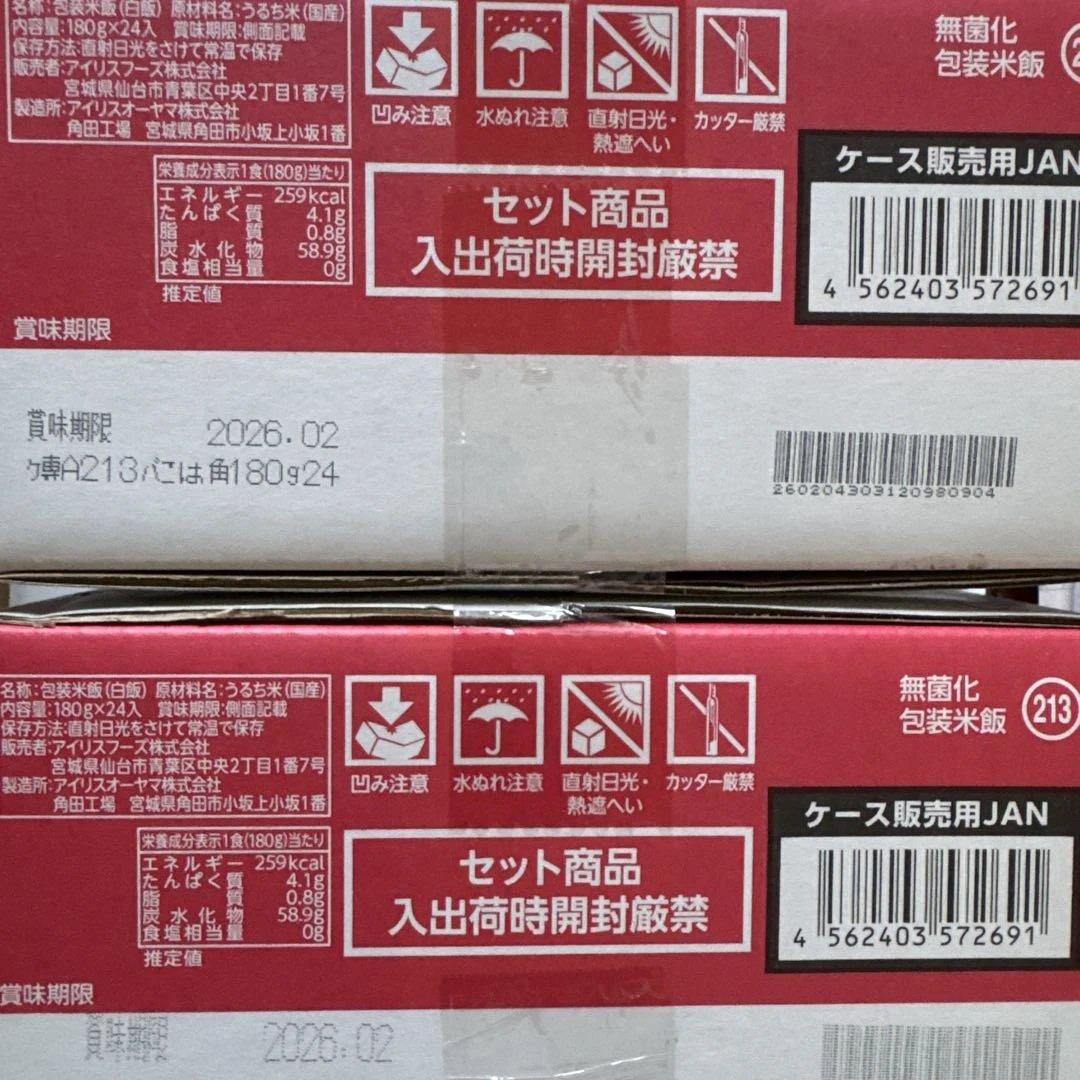 名称:包装米飯(白飯) 原材料名:うるち米(国産)
内容量:180g×24入 賞味期限:側面記載
保存方法:直射日光をさけて常温で保存
販売者:アイリスフーズ株式会社
宮城県仙台市青葉区中央2丁目1番7号
製造所:アイリスオーヤマ株式会社
角田工場 宮城県角田市小坂上小坂1番
凹み注意
水ぬれ注意
直射日光・
熱遮へい
カッター厳禁
無菌化
包装米飯
栄養成分表示1食(180g)当たり
エネルギー 259kcal
たんぱく質 4.1g
脂質 0.8g
炭水化物 58.9g
食塩相当量 0g
推定値
セット商品
入出荷時開封厳禁
ケース販売用JAN
4 562403 572691
賞味期限
賞味期限 2026.02
ケ専A213パこは角180g24
260204303120980904
名称:包装米飯(白飯) 原材料名:うるち米(国産)
内容量:180g×24入 賞味期限:側面記載
保存方法:直射日光をさけて常温で保存
販売者:アイリスフーズ株式会社
宮城県仙台市青葉区中央2丁目1番7号
製造所:アイリスオーヤマ株式会社
角田工場 宮城県角田市小坂上小坂1番
凹み注意
水ぬれ注意
直射日光・
熱遮へい
カッター厳禁
無菌化
包装米飯
213
栄養成分表示1食(180g)当たり
エネルギー 259kcal
たんぱく質 4.1g
脂質 0.8g
炭水化物 58.9g
食塩相当量 0g
推定値
セット商品
入出荷時開封厳禁
ケース販売用JAN
4 562403 572691
賞味期限
賞味期限 2026.02